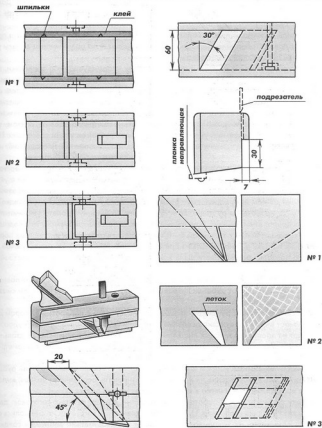 шпильки
клей
№ 1
№ 2
№ 3
20
45°
60
30°
подрезатель
планка
направляющая
30
7
№ 1
леток
№ 2
№ 3